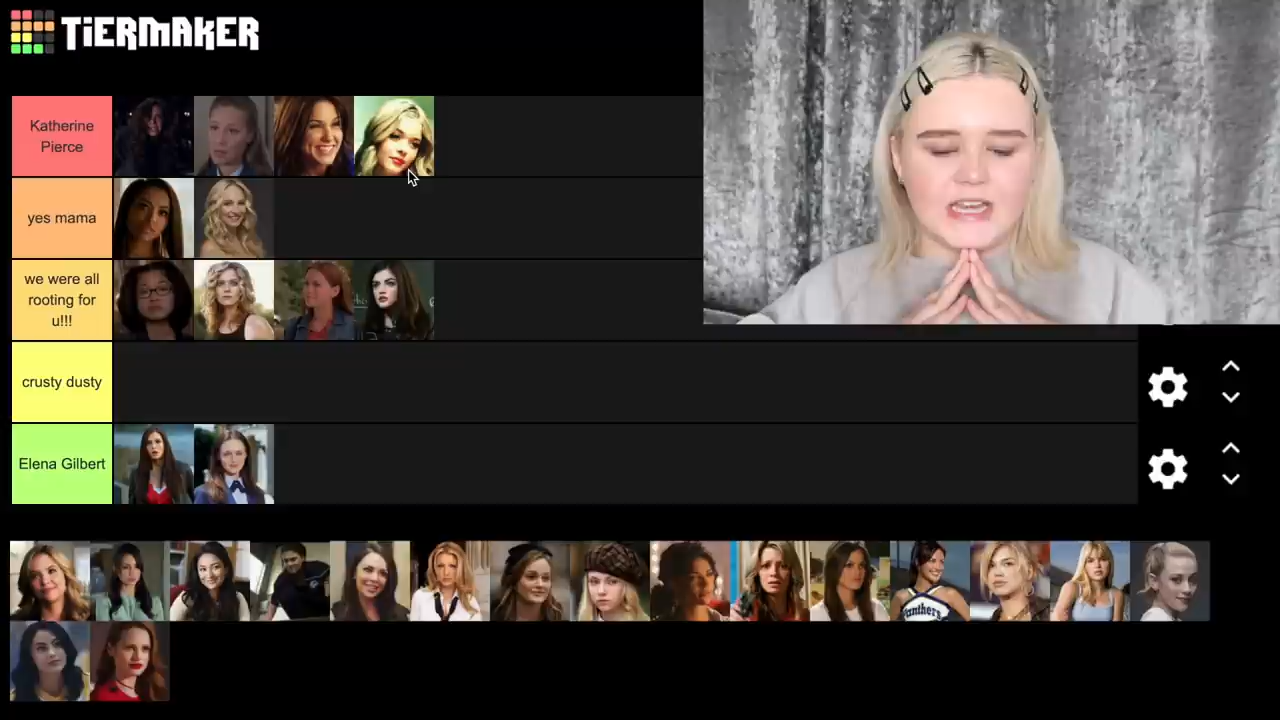 TiERMAKER
Katherine
Pierce
yes mama
we were all
rooting for
u!!!
crusty dusty
Elena Gilbert
Panthers